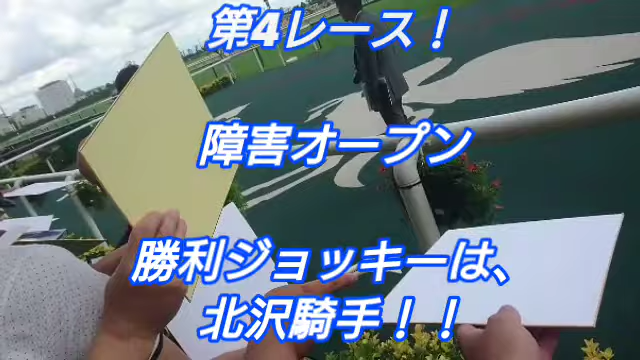 第4レース！
障害オープン
勝利ジョッキーは、
北沢騎手！！